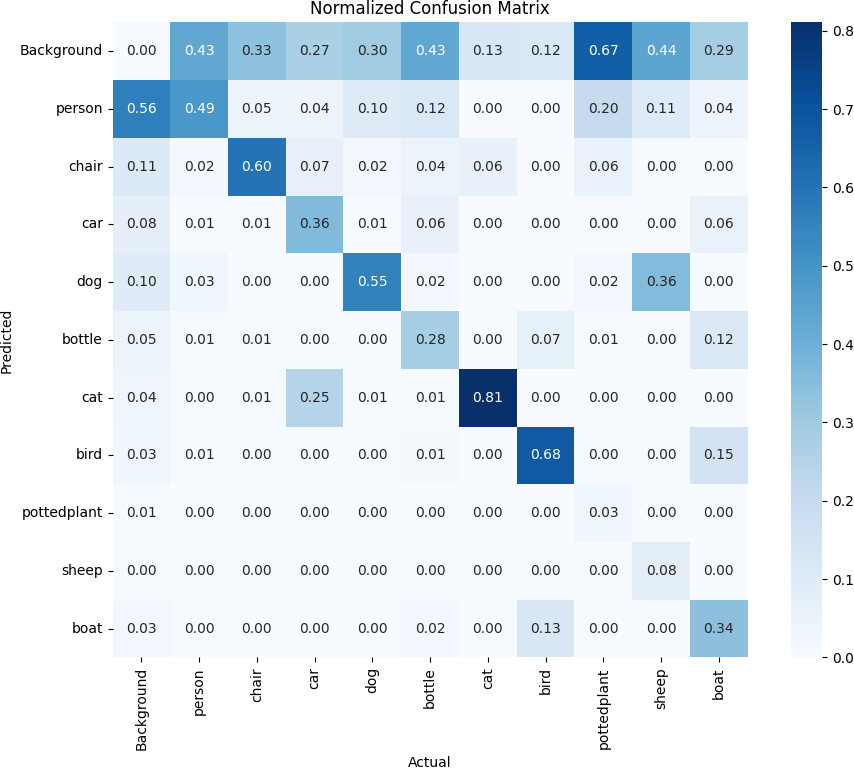 Normalized Confusion Matrix
Background 0.00 0.43 0.33 0.27 0.30 0.43 0.13 0.12 0.67 0.44 0.29
person 0.56 0.49 0.05 0.04 0.10 0.12 0.00 0.00 0.20 0.11 0.04
chair 0.11 0.02 0.60 0.07 0.02 0.04 0.06 0.00 0.06 0.00 0.00
car 0.08 0.01 0.01 0.36 0.01 0.06 0.00 0.00 0.00 0.00 0.06
dog 0.10 0.03 0.00 0.00 0.55 0.02 0.00 0.00 0.02 0.36 0.00
bottle 0.05 0.01 0.01 0.00 0.00 0.28 0.00 0.07 0.01 0.00 0.12
cat 0.04 0.00 0.01 0.25 0.01 0.01 0.81 0.00 0.00 0.00 0.00
bird 0.03 0.01 0.00 0.00 0.00 0.01 0.00 0.68 0.00 0.00 0.15
pottedplant 0.01 0.00 0.00 0.00 0.00 0.00 0.00 0.00 0.03 0.00 0.00
sheep 0.00 0.00 0.00 0.00 0.00 0.00 0.00 0.00 0.00 0.08 0.00
boat 0.03 0.00 0.00 0.00 0.00 0.02 0.00 0.13 0.00 0.00 0.34
Background person chair car dog bottle cat bird pottedplant sheep boat
Actual
Predicted
0.8
0.7
0.6
0.5
0.4
0.3
0.2
0.1
0.0